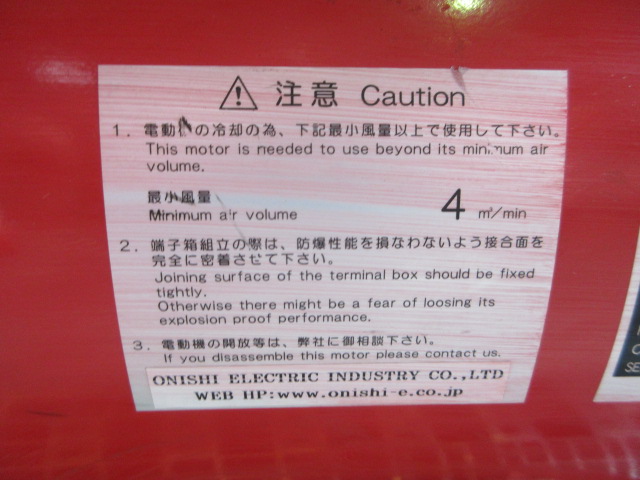 注意 Caution
1. 電動機の冷却の為、下記最小風量以上で使用して下さい。
This motor is needed to use beyond its minimum air
volume.
最小風量
Minimum air volume 4 m³/min
2. 端子箱組立の際は、防爆性能を損なわないよう接合面を
完全に密着させて下さい。
Joining surface of the terminal box should be fixed
tightly.
Otherwise there might be a fear of loosing its
explosion proof performance.
3. 電動機の開放等は、弊社に御相談下さい。
If you disassemble this motor please contact us.
ONISHI ELECTRIC INDUSTRY CO.,LTD
WEB HP:www.onishi-e.co.jp